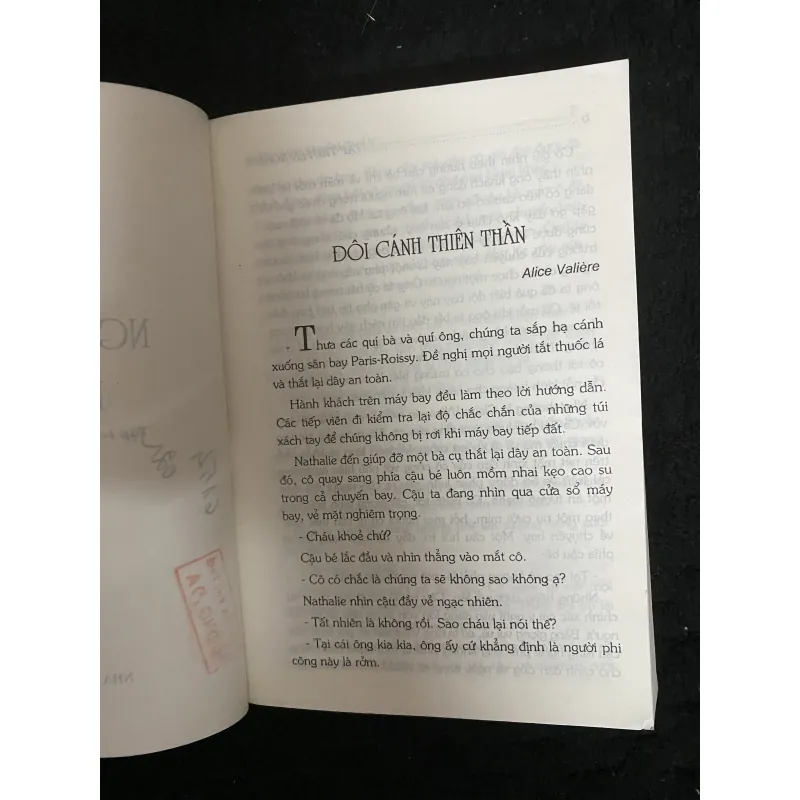 ĐÔI CÁNH THIÊN THẦN
Alice Valière
- Thưa các quí bà và quí ông, chúng ta sắp hạ cánh
xuống sân bay Paris-Roissy. Đề nghị mọi người tắt thuốc lá
và thắt lại dây an toàn.
Hành khách trên máy bay đều làm theo lời hướng dẫn.
Các tiếp viên đi kiểm tra lại độ chắc chắn của những túi
xách tay để chúng không bị rơi khi máy bay tiếp đất.
Nathalie đến giúp đỡ một bà cụ thắt lại dây an toàn. Sau
đó, cô quay sang phía cậu bé luôn mồm nhai kẹo cao su
trong cả chuyến bay. Cậu ta đang nhìn qua cửa sổ máy
bay, vẻ mặt nghiêm trọng.
- Cháu khoẻ chứ?
Cậu bé lắc đầu và nhìn thẳng vào mắt cô.
- Cô có chắc là chúng ta sẽ không sao không ạ?
Nathalie nhìn cậu đầy vẻ ngạc nhiên.
- Tất nhiên là không rồi. Sao cháu lại nói thế?
- Tại cái ông kia kìa, ông ấy cứ khẳng định là người phi
công này là rởm.